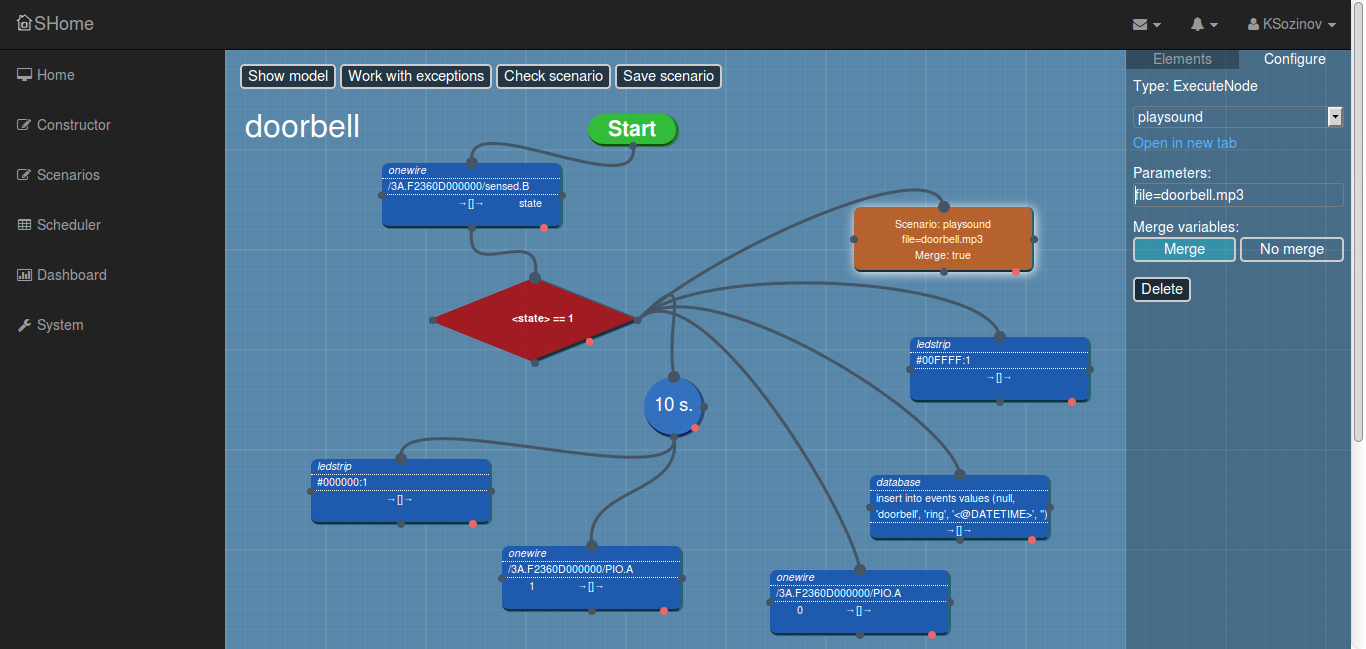 SHome
KSozinov
Home
Constructor
Scenarios
Scheduler
Dashboard
System
Show model
Work with exceptions
Check scenario
Save scenario
doorbell
Start
onewire
/3A.F2360D000000/sensed.B
→[]→ state
<state> == 1
Scenario: playsound
file=doorbell.mp3
Merge: true
ledstrip
#00FFFF:1
→[]→
10 s.
ledstrip
#000000:1
→[]→
database
insert into events values (null,
'doorbell', 'ring', '<@DATETIME>', '')
→[]→
onewire
/3A.F2360D000000/PIO.A
1 →[]→
onewire
/3A.F2360D000000/PIO.A
0 →[]→
Elements
Configure
Type: ExecuteNode
playsound
Open in new tab
Parameters:
file=doorbell.mp3
Merge variables:
Merge
No merge
Delete